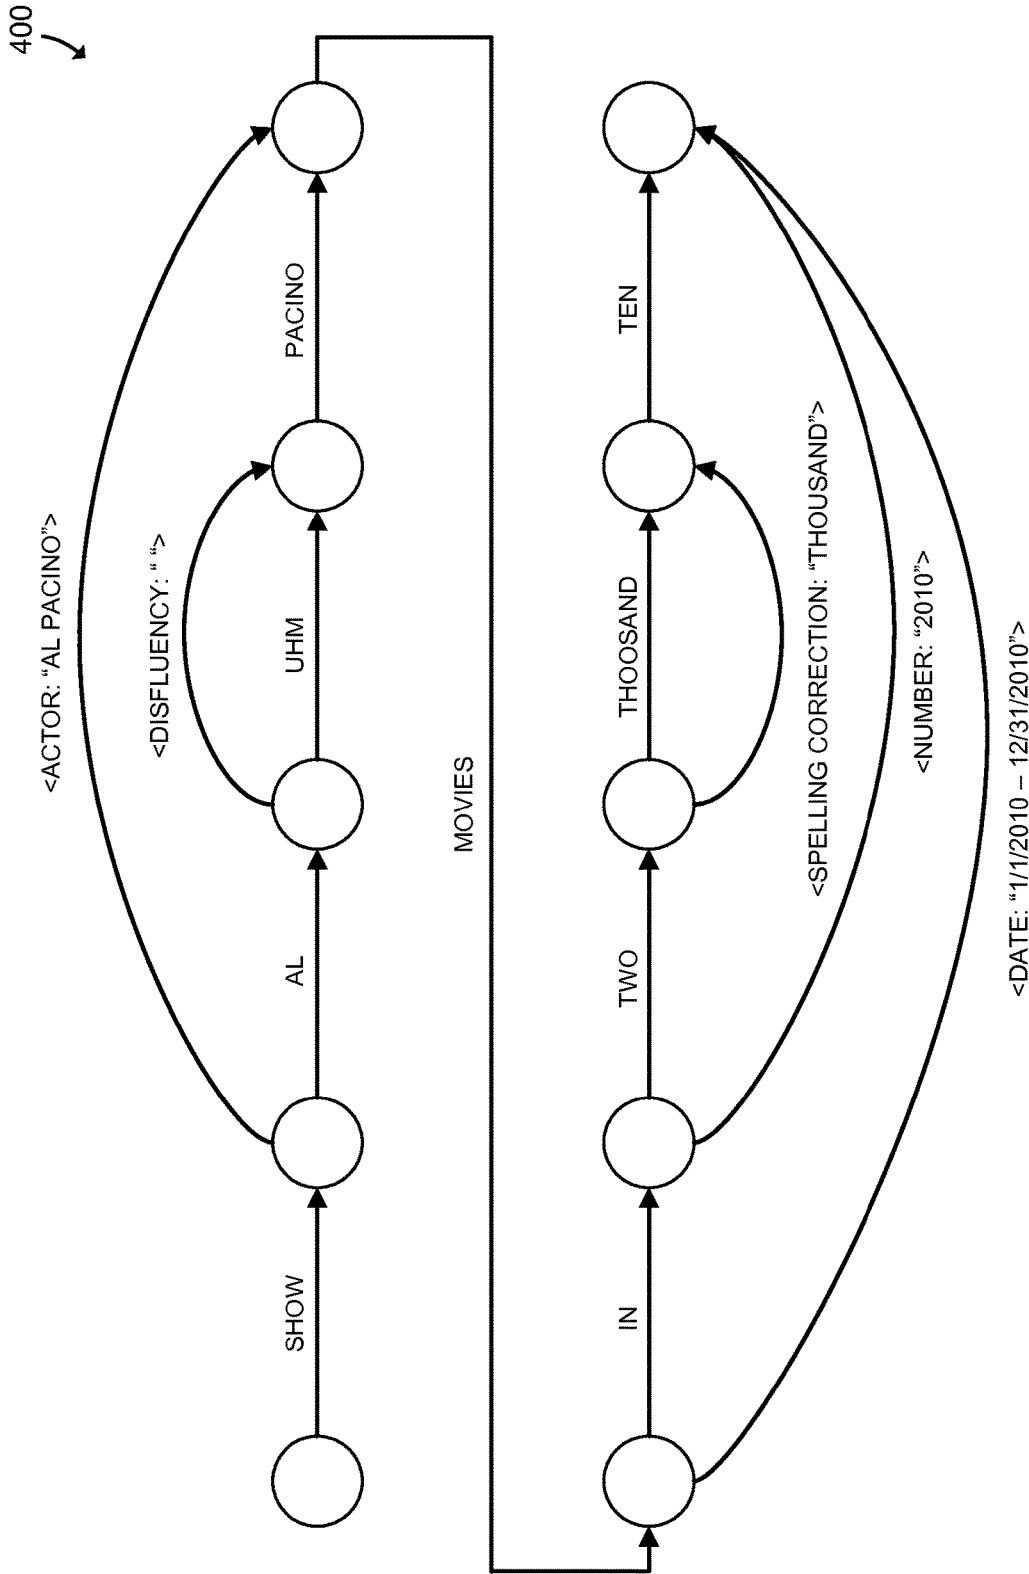 400
<ACTOR: “AL PACINO”>
<DISFLUENCY: “ “>
SHOW
AL
UHM
PACINO
MOVIES
IN
TWO
THOOSAND
TEN
<SPELLING CORRECTION: “THOUSAND”>
<NUMBER: “2010”>
<DATE: “1/1/2010 – 12/31/2010”>